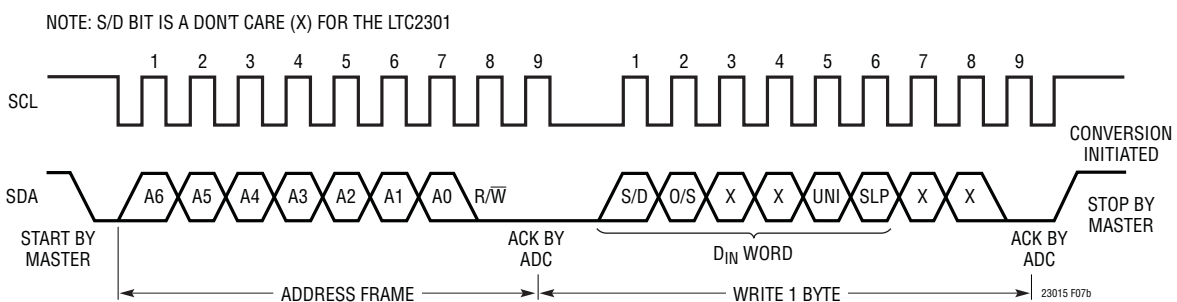 NOTE: S/D BIT IS A DON'T CARE (X) FOR THE LTC2301
1 2 3 4 5 6 7 8 9 1 2 3 4 5 6 7 8 9
SCL
CONVERSION
INITIATED
SDA A6 A5 A4 A3 A2 A1 A0 R/W̅ S/D O/S X X UNI SLP X X
STOP BY
MASTER
START BY
MASTER
ACK BY
ADC
DIN WORD
ACK BY
ADC
ADDRESS FRAME
WRITE 1 BYTE
23015 F07b